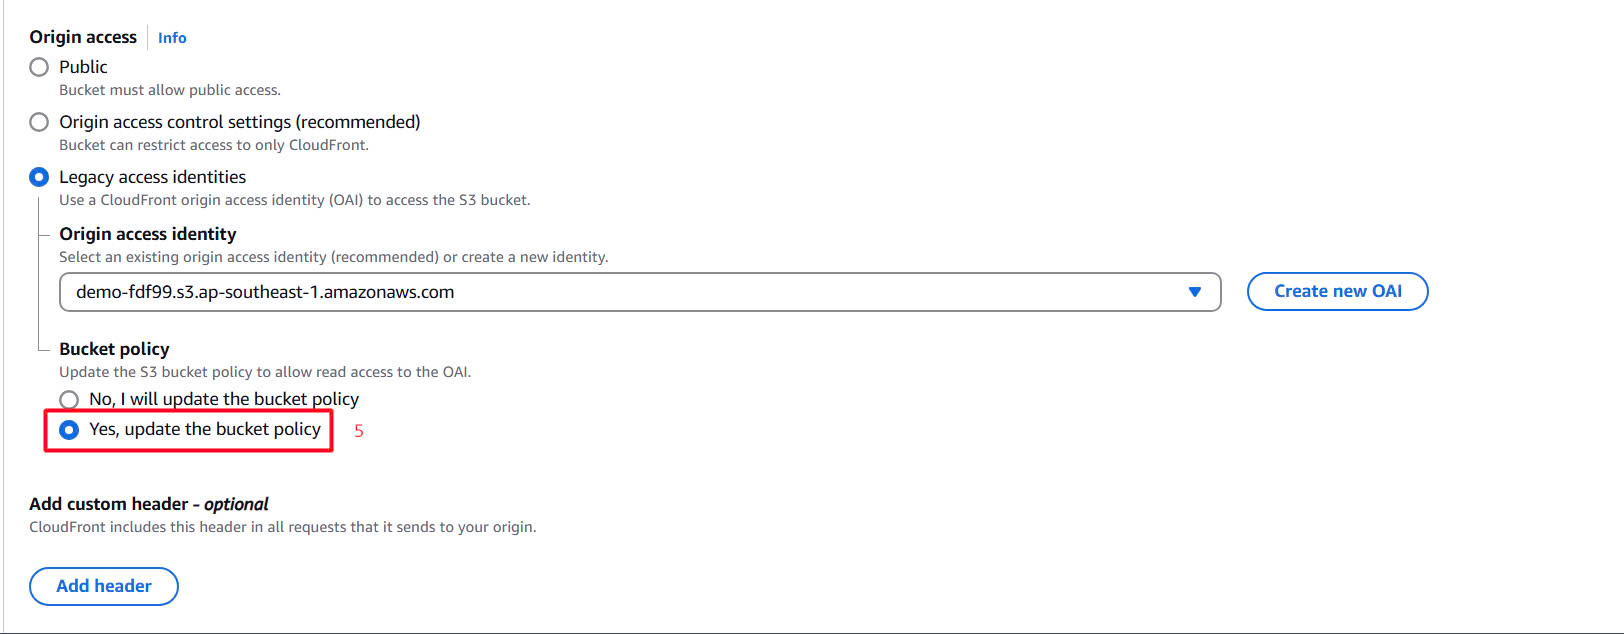 Origin access Info
Public
Bucket must allow public access.
Origin access control settings (recommended)
Bucket can restrict access to only CloudFront.
Legacy access identities
Use a CloudFront origin access identity (OAI) to access the S3 bucket.
Origin access identity
Select an existing origin access identity (recommended) or create a new identity.
demo-fdf99.s3.ap-southeast-1.amazonaws.com
Create new OAI
Bucket policy
Update the S3 bucket policy to allow read access to the OAI.
No, I will update the bucket policy
Yes, update the bucket policy 5
Add custom header - optional
CloudFront includes this header in all requests that it sends to your origin.
Add header